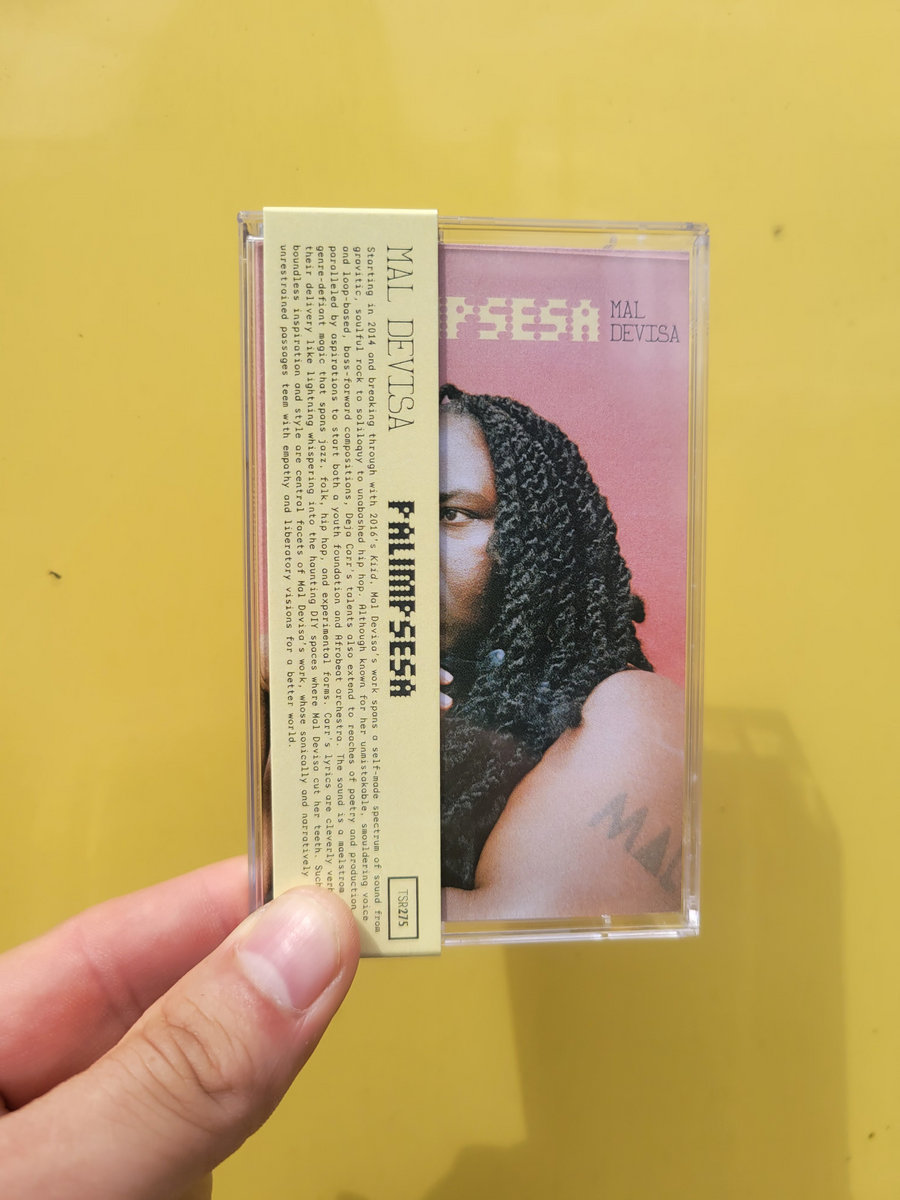 MAL DEVISA
PALIMPSESA
Starting in 2014 and breaking through with 2016's Kiid, Mal Devisa's work spans a self-made spectrum of sound from
gravitic, soulful rock to soliloquy to unabashed hip hop. Although known for her unmistakable, smouldering voice
and loop-based, bass-forward compositions, Deja Carr's talents also extend to reaches of poetry and production
paralleled by aspirations to start both a youth foundation and Afrobeat orchestra. The sound is a maelstrom
genre-defiant magic that spans jazz, folk, hip hop, and experimental forms. Carr's lyrics are cleverly
their delivery like lightning whispering into the haunting DIY spaces where Mal Devisa cut her teeth. Such
boundless inspiration and style are central facets of Mal Devisa's work, whose sonically and narratively
unrestrained passages teem with empathy and liberatory visions for a better world.
TSR275
PSESA
MAL
DEVISA
MAL